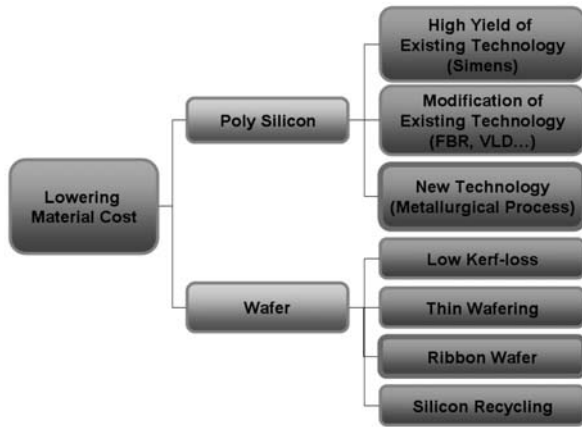 High Yield of
Existing Technology
(Simens)
Poly Silicon
Modification of
Existing Technology
(FBR, VLD...)
New Technology
(Metallurgical Process)
Lowering
Material Cost
Low Kerf-loss
Wafer
Thin Wafering
Ribbon Wafer
Silicon Recycling